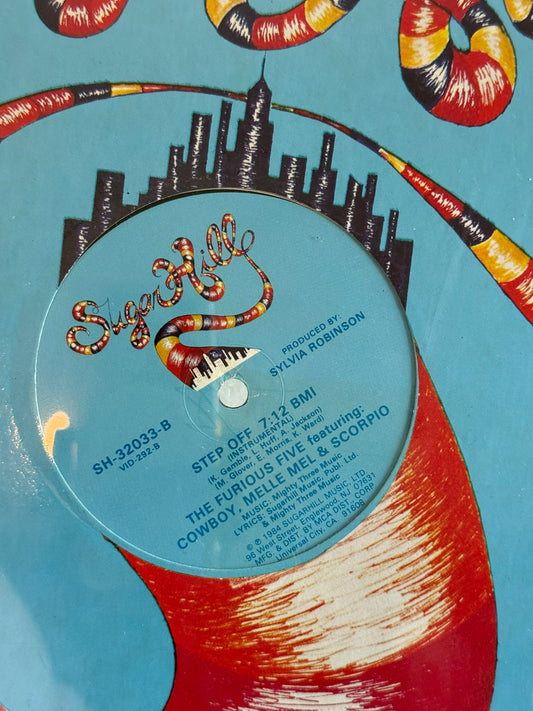 Sugar Hill
PRODUCED BY:
SYLVIA ROBINSON
SH-32033-B
VID-292-B
STEP OFF 7:12 BMI
(INSTRUMENTAL)
(K. Gamble, L. Huff, A. Jackson)
(M. Glover, E. Morris, K. Ward)
THE FURIOUS FIVE featuring:
COWBOY, MELLE MEL & SCORPIO
MUSIC: Mighty Three Music
LYRICS: Sugarhill Music Publ. Ltd.
& Mighty Three Music
© ℗ 1984 SUGARHILL MUSIC, LTD.
96 West Street, Englewood, NJ 07631
MFG. & DIST. BY MCA DIST. CORP.
Universal City, CA. 91608